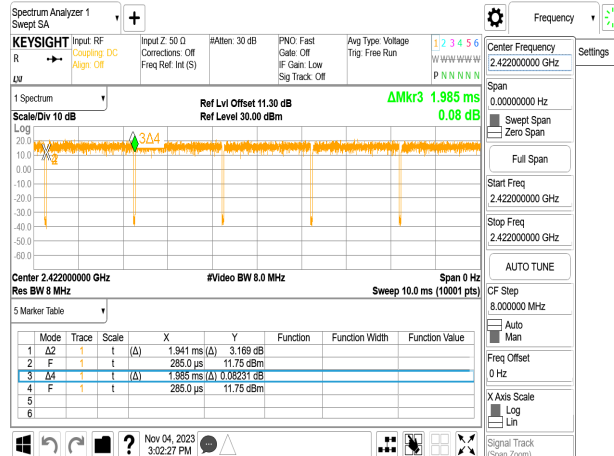 Spectrum Analyzer 1
Swept SA
Frequency
KEYSIGHT
R
Input: RF
Coupling: DC
Align: Off
Input Z: 50 Ω
Corrections: Off
Freq Ref: Int (S)
#Atten: 30 dB
PNO: Fast
Gate: Off
IF Gain: Low
Sig Track: Off
Avg Type: Voltage
Trig: Free Run
1 2 3 4 5 6
W W W W W W
P N N N N N
1 Spectrum
Scale/Div 10 dB
Ref Lvl Offset 11.30 dB
Ref Level 30.00 dBm
ΔMkr3 1.985 ms
0.08 dB
Log
20.0
10.0
0.00
-10.0
-20.0
-30.0
-40.0
-50.0
-60.0
3Δ4
Center 2.422000000 GHz
Res BW 8 MHz
#Video BW 8.0 MHz
Span 0 Hz
Sweep 10.0 ms (10001 pts)
5 Marker Table
Mode Trace Scale X Y Function Function Width Function Value
1 Δ2 1 t (Δ) 1.941 ms (Δ) 3.169 dB
2 F 1 t 285.0 µs 11.75 dBm
3 Δ4 1 t (Δ) 1.985 ms (Δ) 0.08231 dB
4 F 1 t 285.0 µs 11.75 dBm
5
6
?
Nov 04, 2023
3:02:27 PM
Settings
Center Frequency
2.422000000 GHz
Span
0.00000000 Hz
Swept Span
Zero Span
Full Span
Start Freq
2.422000000 GHz
Stop Freq
2.422000000 GHz
AUTO TUNE
CF Step
8.000000 MHz
Auto
Man
Freq Offset
0 Hz
X Axis Scale
Log
Lin
Signal Track
(Span Zoom)